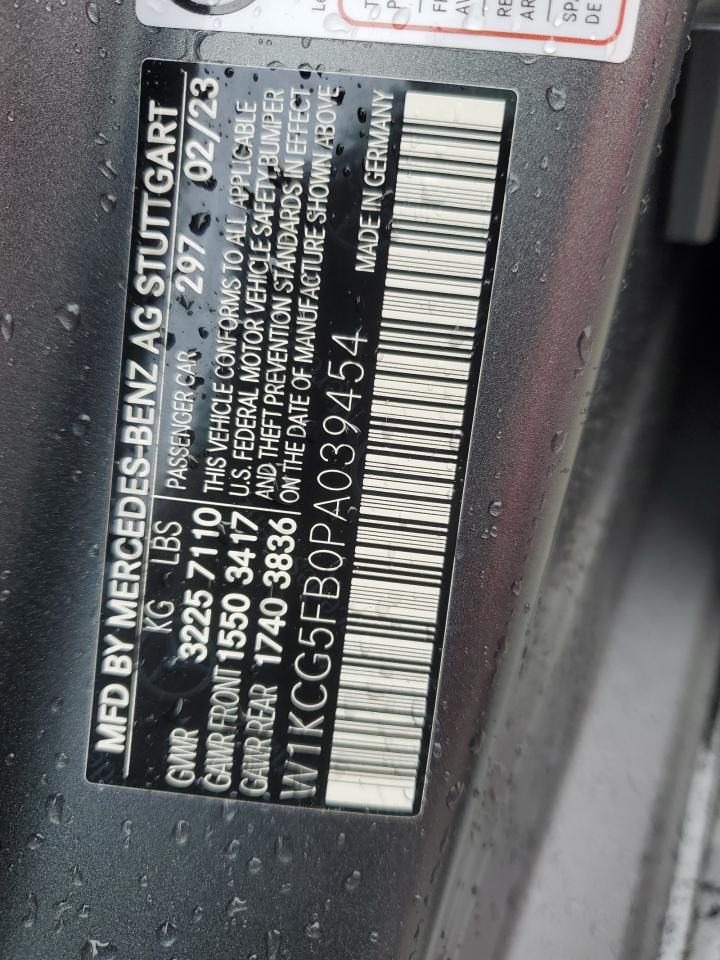 MFD BY MERCEDES-BENZ AG STUTTGART
KG LBS PASSENGER CAR 297 02/23
GVWR 3225 7110 THIS VEHICLE CONFORMS TO ALL APPLICABLE
GAWR FRONT 1550 3417 U.S. FEDERAL MOTOR VEHICLE SAFETY, BUMPER
GAWR REAR 1740 3836 AND THEFT PREVENTION STANDARDS IN EFFECT
ON THE DATE OF MANUFACTURE SHOWN ABOVE
W1KCG5FB0PA039454 MADE IN GERMANY